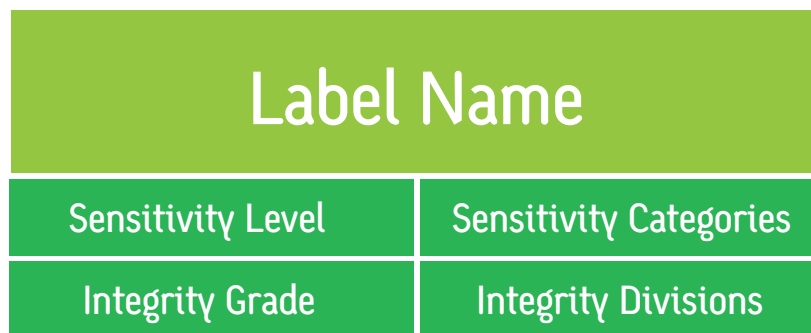 Label Name
Sensitivity Level
Sensitivity Categories
Integrity Grade
Integrity Divisions